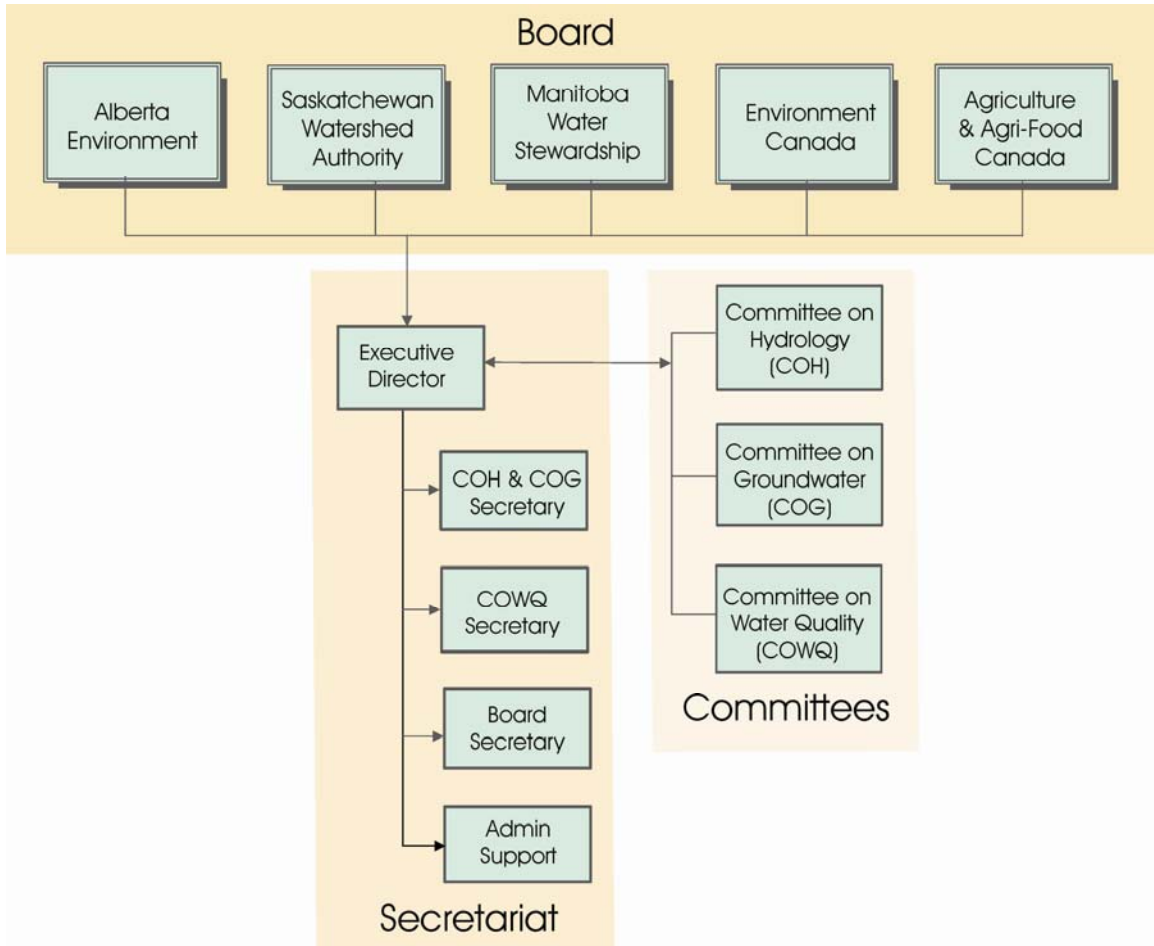 Board
Alberta
Environment
Saskatchewan
Watershed
Authority
Manitoba
Water
Stewardship
Environment
Canada
Agriculture
& Agri-Food
Canada
Executive
Director
COH & COG
Secretary
COWQ
Secretary
Board
Secretary
Admin
Support
Secretariat
Committee on
Hydrology
(COH)
Committee on
Groundwater
(COG)
Committee on
Water Quality
(COWQ)
Committees